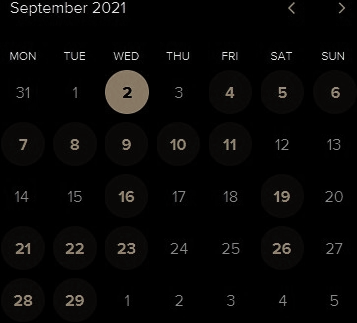 September 2021
MON TUE WED THU FRI SAT SUN
31 1 2 3 4 5 6
7 8 9 10 11 12 13
14 15 16 17 18 19 20
21 22 23 24 25 26 27
28 29 1 2 3 4 5